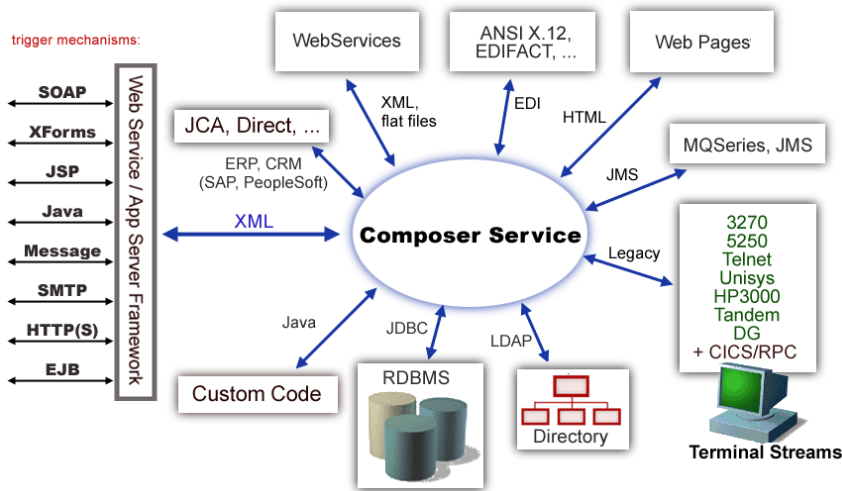 trigger mechanisms:
SOAP
XForms
JSP
Java
Message
SMTP
HTTP(S)
EJB
Web Service / App Server Framework
XML
JCA, Direct, ...
ERP, CRM
(SAP, PeopleSoft)
WebServices
XML,
flat files
ANSI X.12,
EDIFACT, ...
EDI
Web Pages
HTML
MQSeries, JMS
JMS
Composer Service
Legacy
3270
5250
Telnet
Unisys
HP3000
Tandem
DG
+ CICS/RPC
Terminal Streams
Java
Custom Code
JDBC
RDBMS
LDAP
Directory